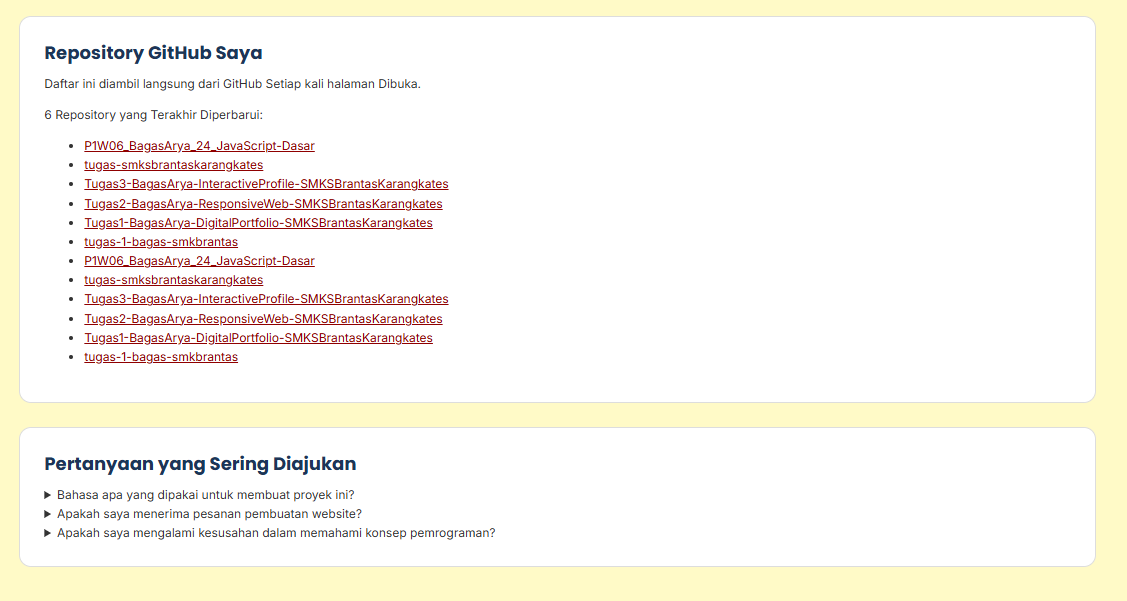 Repository GitHub Saya
Daftar ini diambil langsung dari GitHub Setiap kali halaman Dibuka.
6 Repository yang Terakhir Diperbarui:
P1W06_BagasArya_24_JavaScript-Dasar
tugas-smksbrantaskarangkates
Tugas3-BagasArya-InteractiveProfile-SMKSBrantasKarangkates
Tugas2-BagasArya-ResponsiveWeb-SMKSBrantasKarangkates
Tugas1-BagasArya-DigitalPortfolio-SMKSBrantasKarangkates
tugas-1-bagas-smkbrantas
P1W06_BagasArya_24_JavaScript-Dasar
tugas-smksbrantaskarangkates
Tugas3-BagasArya-InteractiveProfile-SMKSBrantasKarangkates
Tugas2-BagasArya-ResponsiveWeb-SMKSBrantasKarangkates
Tugas1-BagasArya-DigitalPortfolio-SMKSBrantasKarangkates
tugas-1-bagas-smkbrantas
Pertanyaan yang Sering Diajukan
Bahasa apa yang dipakai untuk membuat proyek ini?
Apakah saya menerima pesanan pembuatan website?
Apakah saya mengalami kesusahan dalam memahami konsep pemrograman?